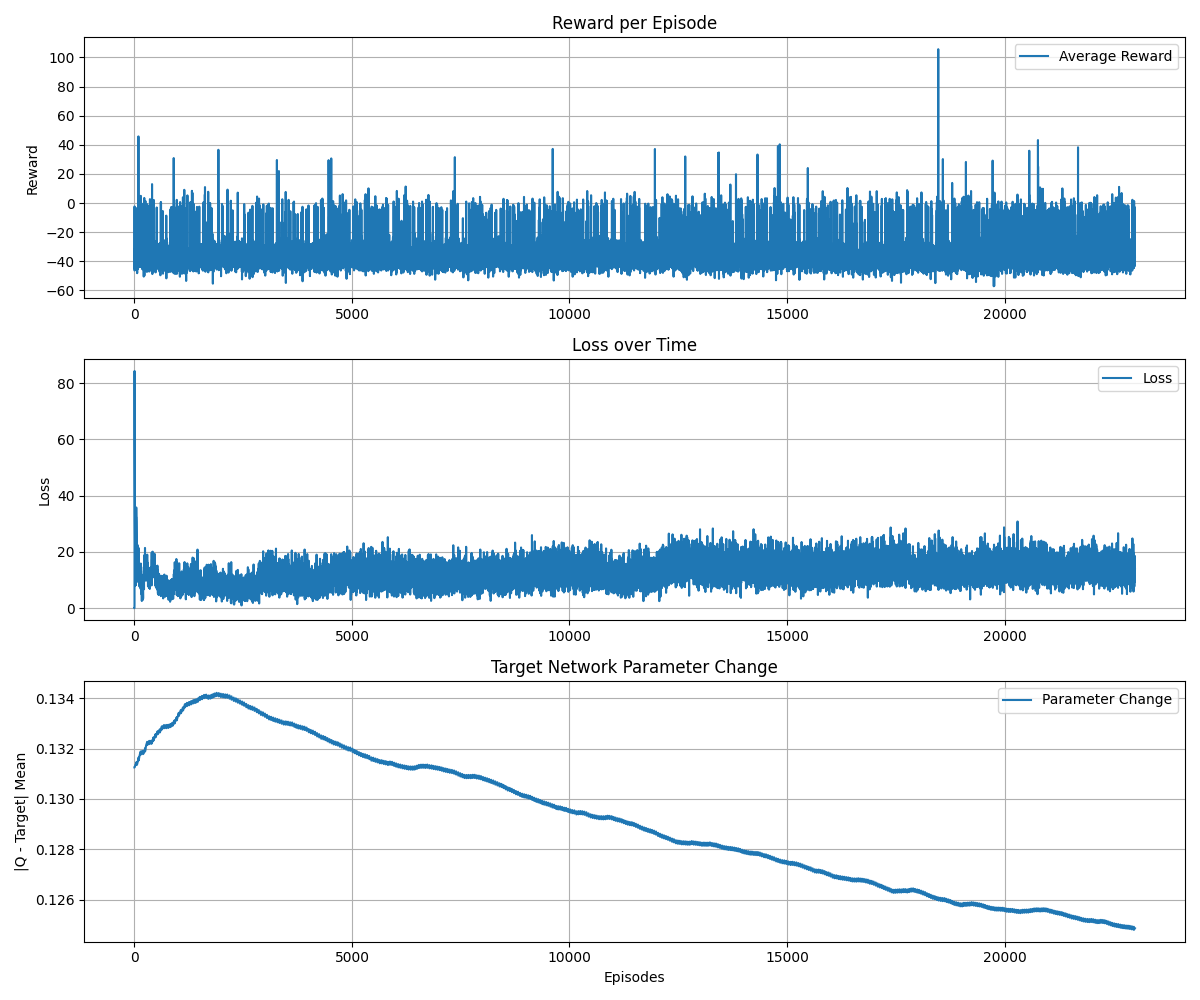 Reward per Episode
Reward
100
80
60
40
20
0
−20
−40
−60
Average Reward
0 5000 10000 15000 20000
Loss over Time
Loss
80
60
40
20
0
Loss
0 5000 10000 15000 20000
Target Network Parameter Change
|Q - Target| Mean
0.134
0.132
0.130
0.128
0.126
Parameter Change
0 5000 10000 15000 20000
Episodes